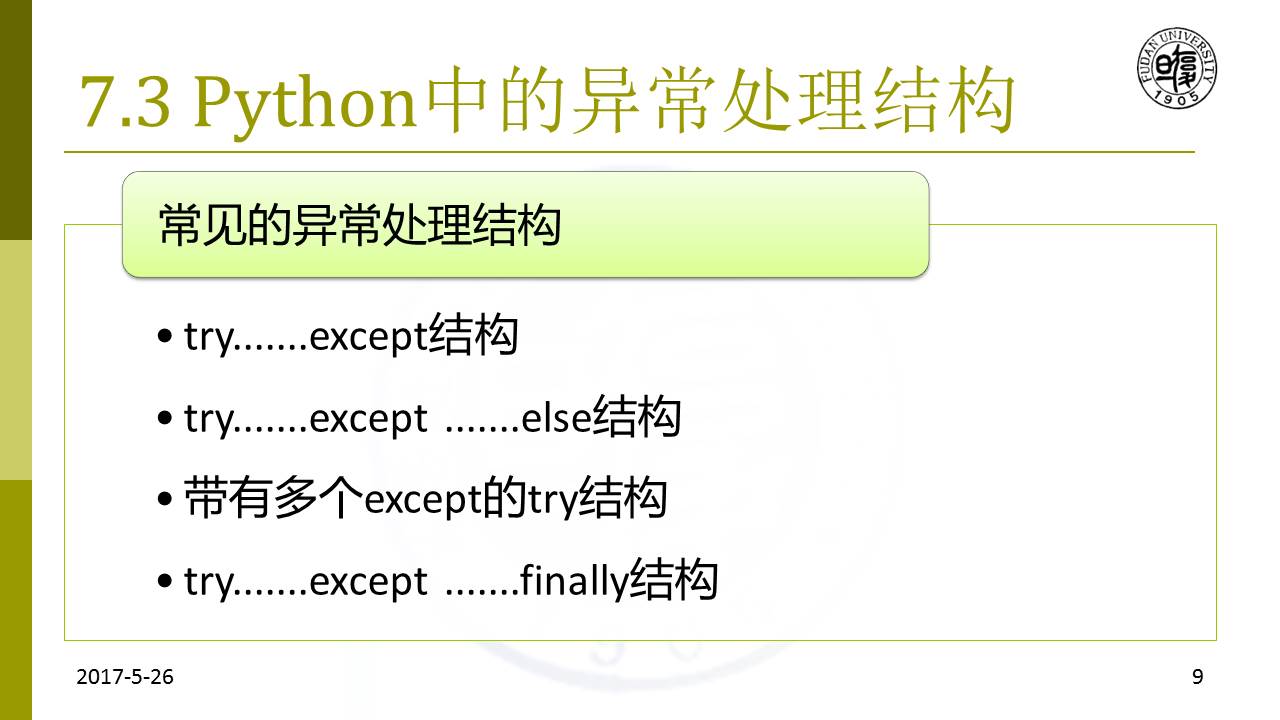 7.3 Python中的异常处理结构
FUDAN UNIVERSITY
1905
常见的异常处理结构
• try.......except结构
• try.......except .......else结构
• 带有多个except的try结构
• try.......except .......finally结构
2017-5-26
9